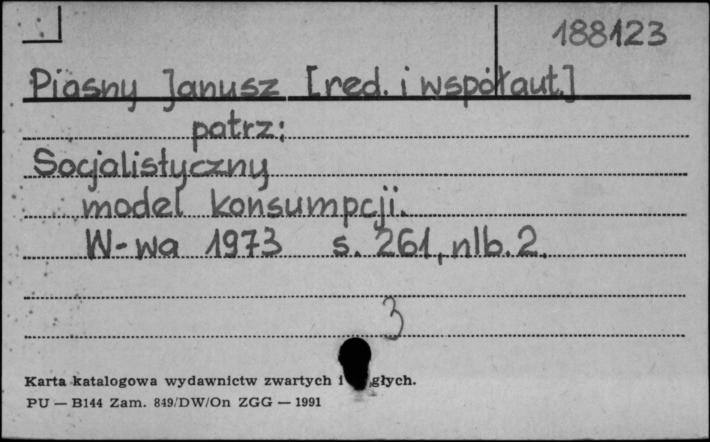 188123
Piasny Janusz [red. i współaut.]
patrz:
Socjalistyczny
model konsumpcji.
W-wa 1973 s. 261, nlb. 2.
3
Karta katalogowa wydawnictw zwartych i głych.
PU — B144 Zam. 849/DW/On ZGG — 1991